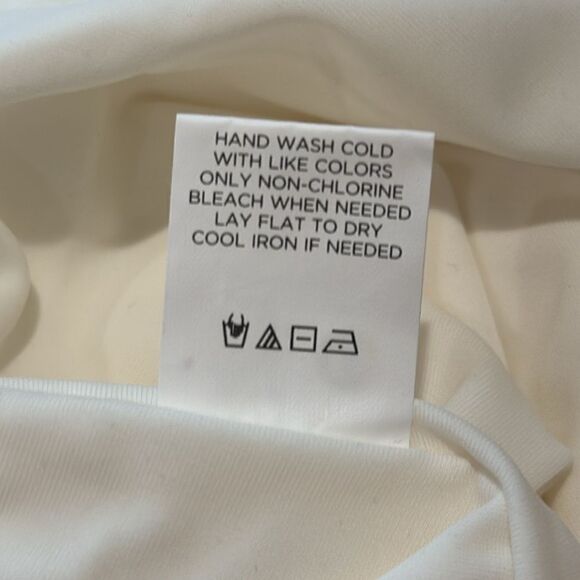 HAND WASH COLD
WITH LIKE COLORS
ONLY NON-CHLORINE
BLEACH WHEN NEEDED
LAY FLAT TO DRY
COOL IRON IF NEEDED